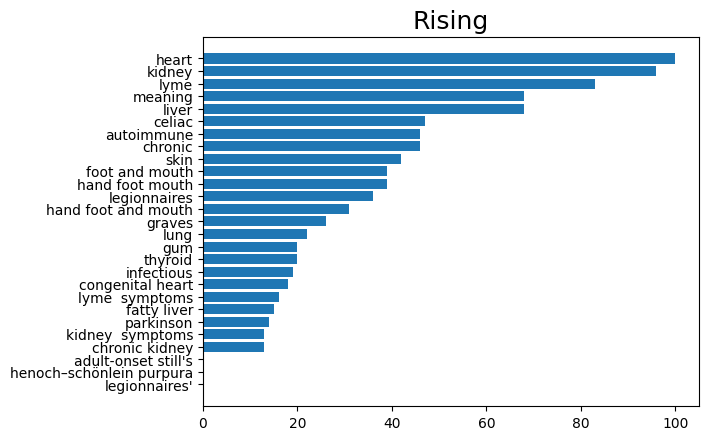 Rising
heart
kidney
lyme
meaning
liver
celiac
autoimmune
chronic
skin
foot and mouth
hand foot mouth
legionnaires
hand foot and mouth
graves
lung
gum
thyroid
infectious
congenital heart
lyme  symptoms
fatty liver
parkinson
kidney  symptoms
chronic kidney
adult-onset still's
henoch–schönlein purpura
legionnaires'
0 20 40 60 80 100